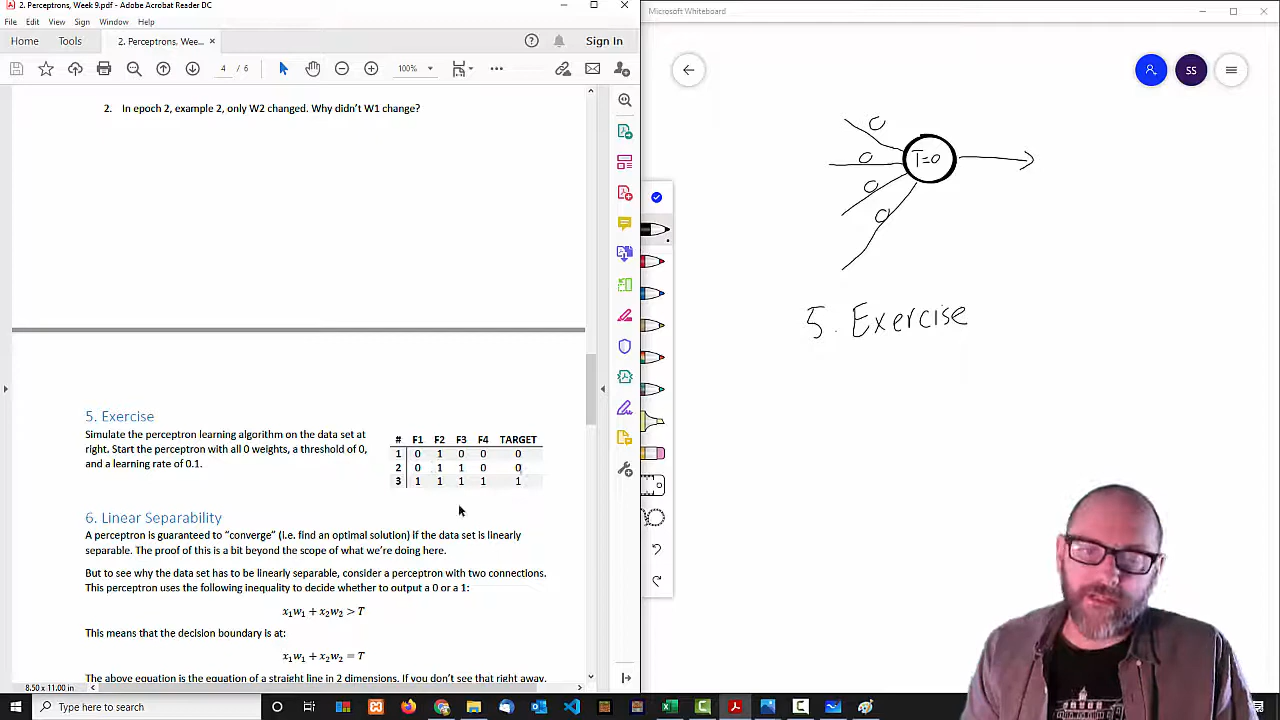 2. Perceptrons, Week 9.pdf - Adobe Acrobat Reader DC
File Edit View Sign Window Help
Home Tools 2. Perceptrons, Wee... × Sign In
4 / 6 100%
2. In epoch 2, example 2, only W2 changed. Why didn't W1 change?
5. Exercise
Simulate the perceptron learning algorithm on the data set at
right. Start the perceptron with all 0 weights, a threshold of 0,
and a learning rate of 0.1.
# F1 F2 F3 F4 TARGET
1 0 1 0 0 0
2 0 1 1 0 0
3 1 1 1 1 1
6. Linear Separability
A perceptron is guaranteed to "converge" (i.e. find an optimal solution) if the data set is linearly
separable. The proof of this is a bit beyond the scope of what we're doing here.
But to see why the data set has to be linearly separable, consider a perceptron with two connections.
This perceptron uses the following inequality to decide whether to output a 0 or a 1:
x₁w₁ + x₂w₂ > T
This means that the decision boundary is at:
x₁w₁ + x₂w₂ = T
The above equation is the equation of a straight line in 2 dimensions. If you don't see that right away,
8.50 x 11.00 in
Microsoft Whiteboard
SS
0
0
0
0
T=0
5. Exercise
Type here to search